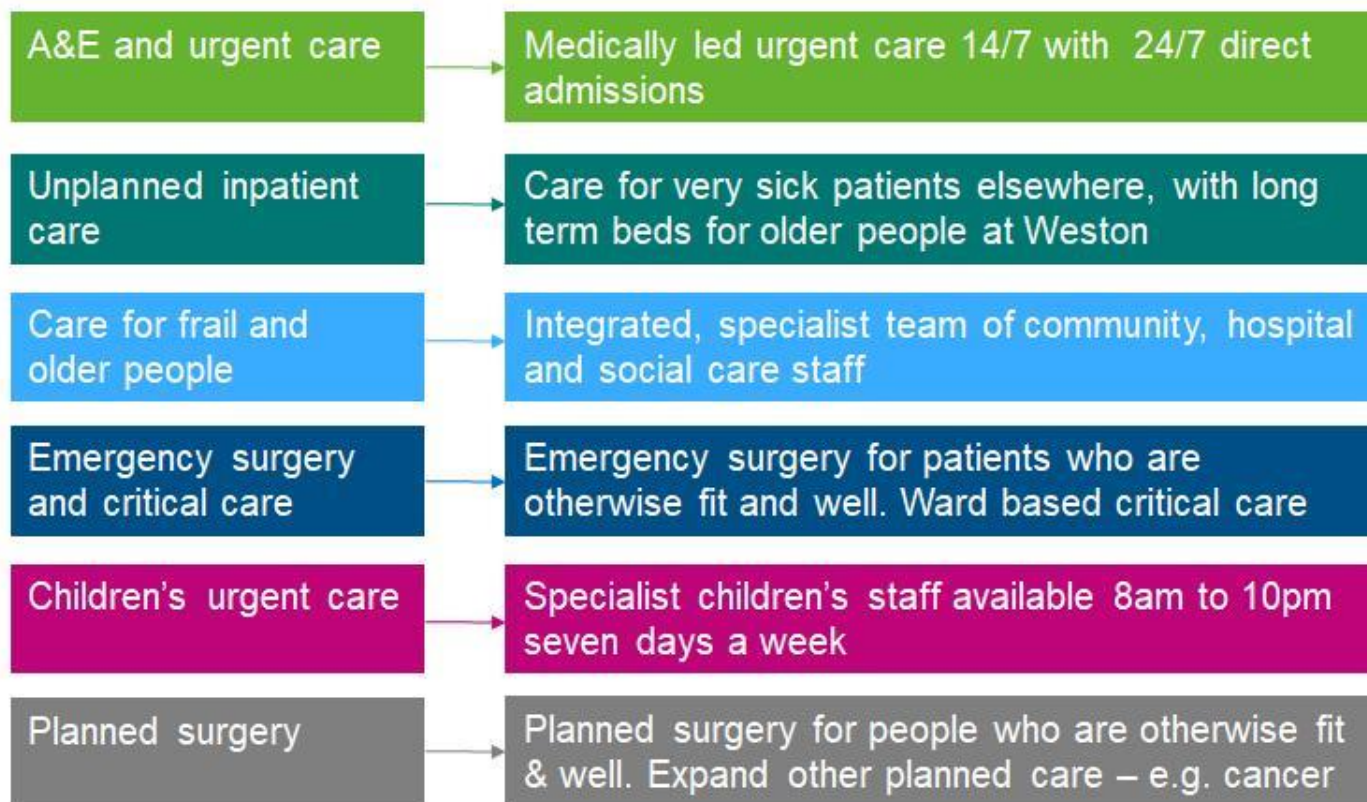 A&E and urgent care
Medically led urgent care 14/7 with 24/7 direct
admissions
Unplanned inpatient
care
Care for very sick patients elsewhere, with long
term beds for older people at Weston
Care for frail and
older people
Integrated, specialist team of community, hospital
and social care staff
Emergency surgery
and critical care
Emergency surgery for patients who are
otherwise fit and well. Ward based critical care
Children’s urgent care
Specialist children’s staff available 8am to 10pm
seven days a week
Planned surgery
Planned surgery for people who are otherwise fit
& well. Expand other planned care – e.g. cancer